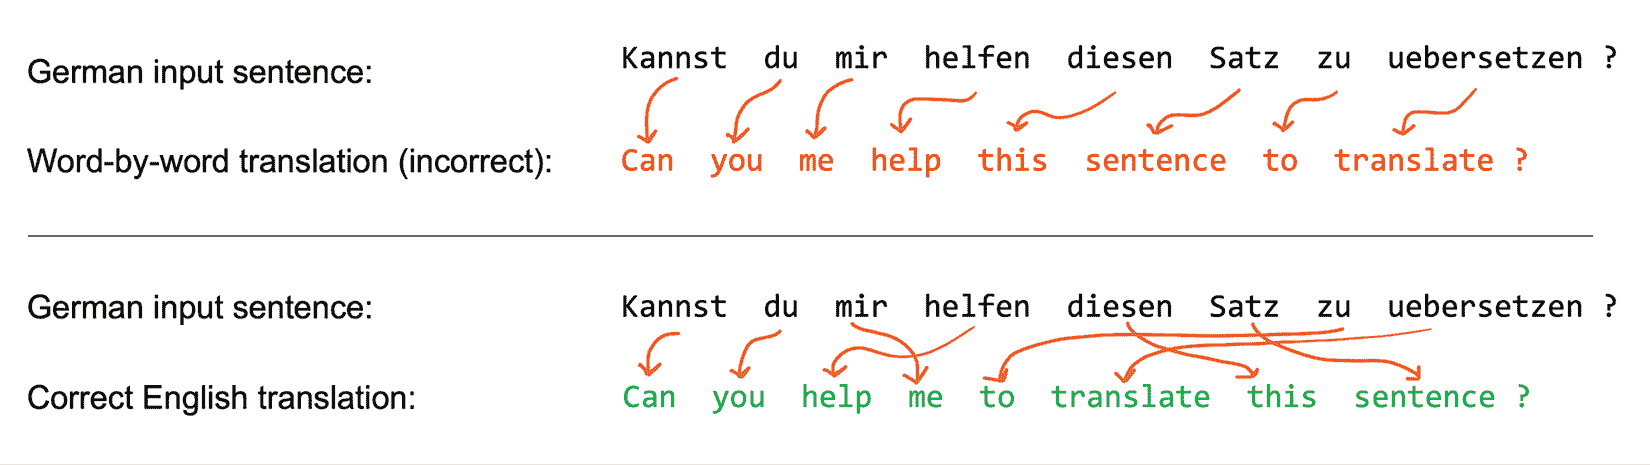 German input sentence: Kannst du mir helfen diesen Satz zu uebersetzen ?
Word-by-word translation (incorrect): Can you me help this sentence to translate ?
German input sentence: Kannst du mir helfen diesen Satz zu uebersetzen ?
Correct English translation: Can you help me to translate this sentence ?